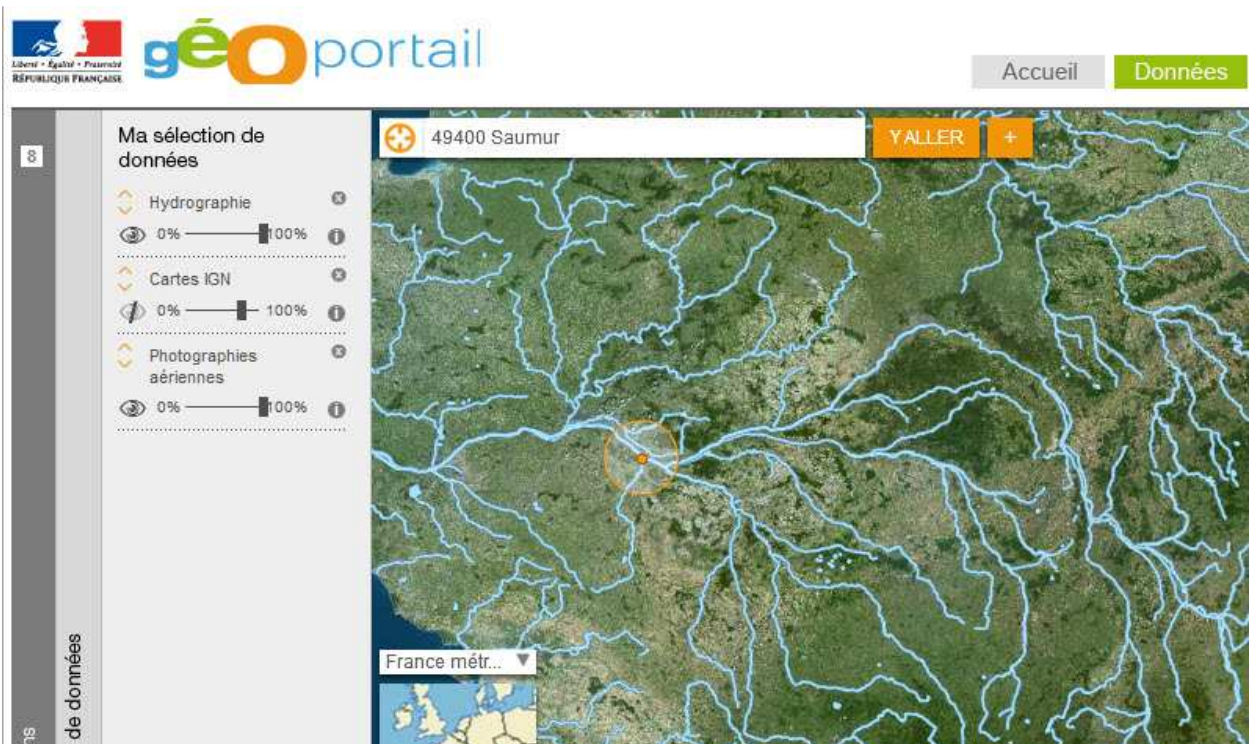 Liberté • Égalité • Fraternité
RÉPUBLIQUE FRANÇAISE
géoportail
Accueil
Données
8
Ma sélection de
données
49400 Saumur
Y ALLER
+
Hydrographie
0% 100%
Cartes IGN
0% 100%
Photographies
aériennes
0% 100%
de données
ns
France métr...